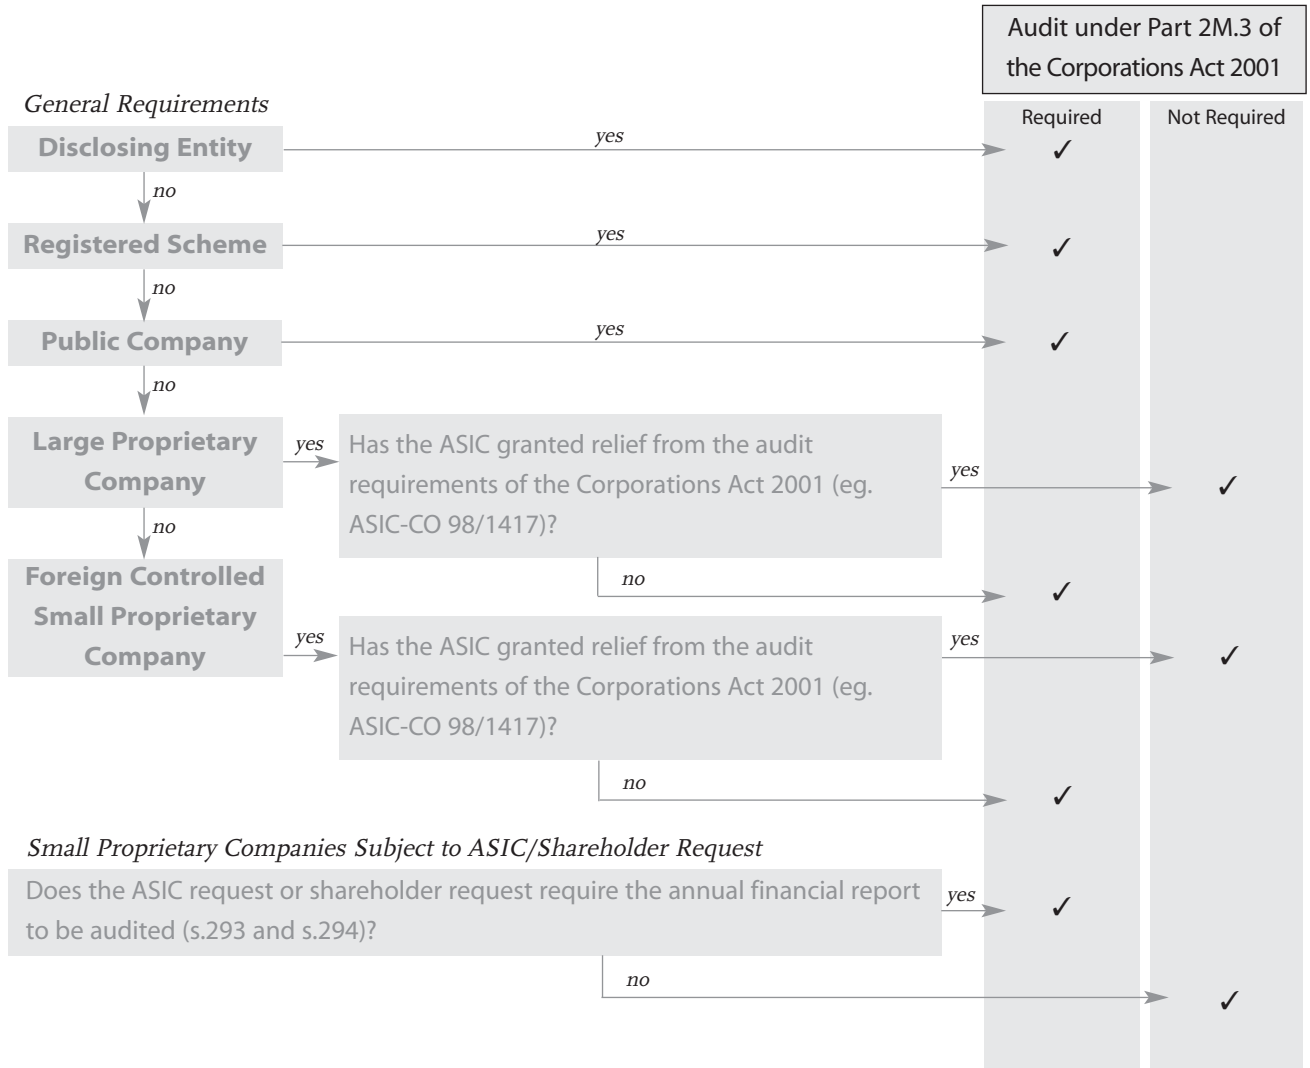 Audit under Part 2M.3 of
the Corporations Act 2001
General Requirements
Required
Not Required
Disclosing Entity
yes
✓
no
Registered Scheme
yes
✓
no
Public Company
yes
✓
no
Large Proprietary
Company
yes
Has the ASIC granted relief from the audit
requirements of the Corporations Act 2001 (eg.
ASIC-CO 98/1417)?
yes
✓
no
no
✓
Foreign Controlled
Small Proprietary
Company
yes
Has the ASIC granted relief from the audit
requirements of the Corporations Act 2001 (eg.
ASIC-CO 98/1417)?
yes
✓
no
✓
Small Proprietary Companies Subject to ASIC/Shareholder Request
Does the ASIC request or shareholder request require the annual financial report
to be audited (s.293 and s.294)?
yes
✓
no
✓